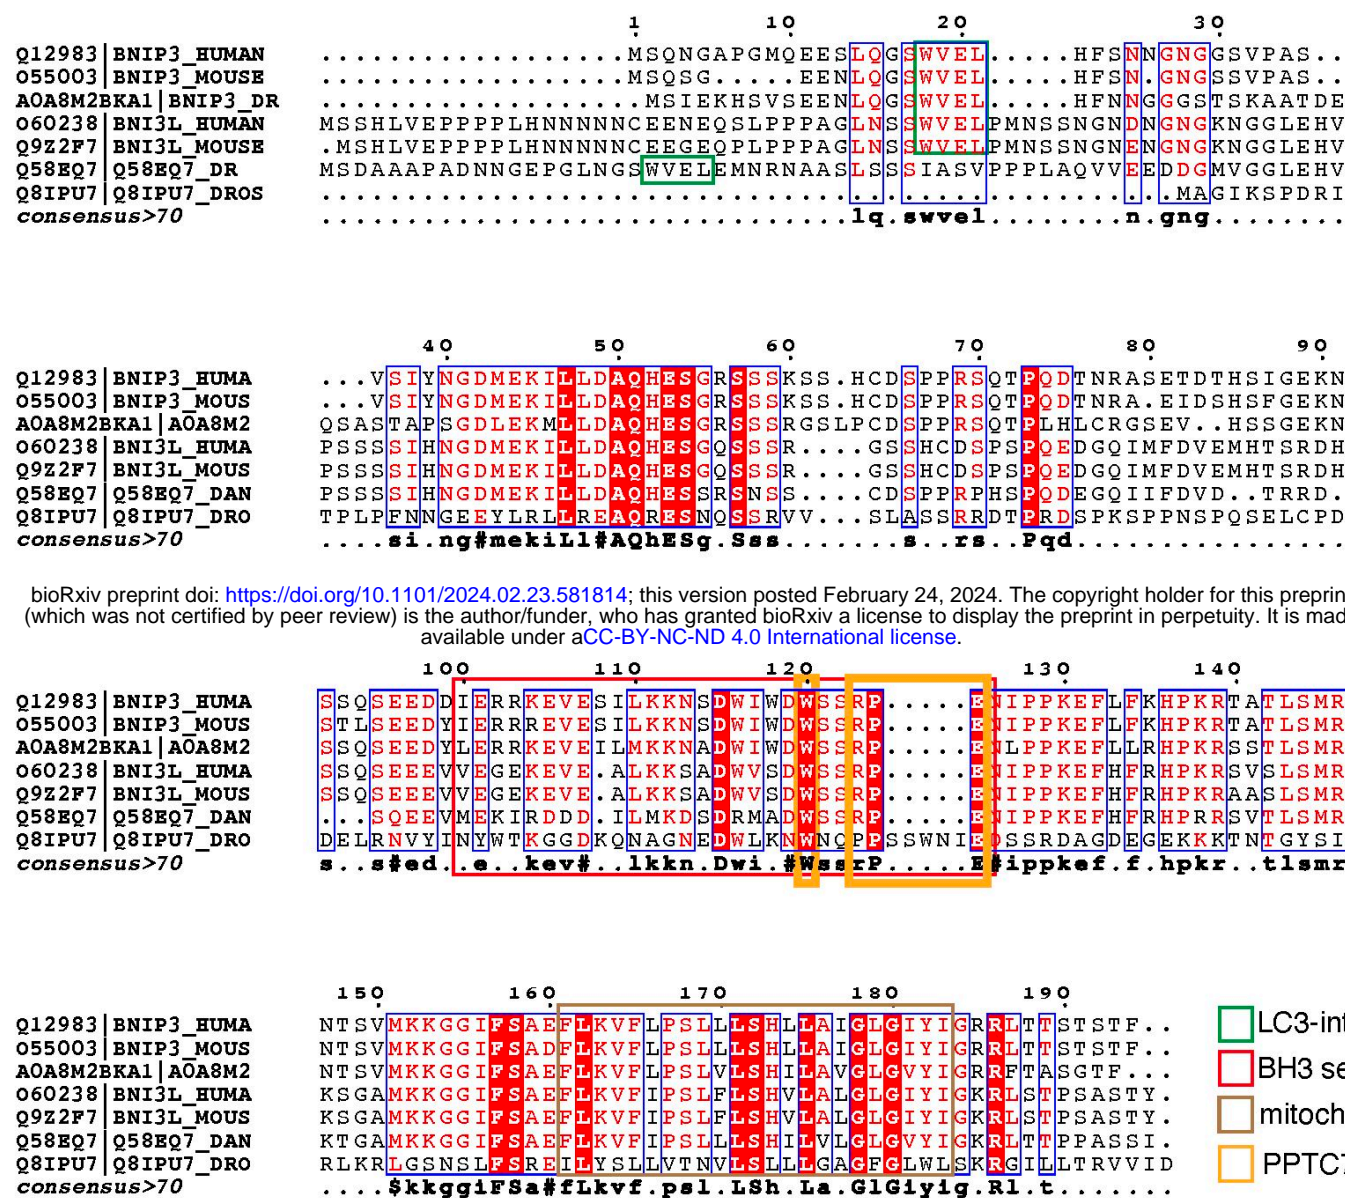 1 10 20 30
Q12983|BNIP3_HUMAN ...................MSQNGAPGMQEESLQGSWVEL.....HFSNNGNGGSVPAS..
O55003|BNIP3_MOUSE ...................MSQSG.....EENLQGSWVEL.....HFSN.GNGSSVPAS..
A0A8M2BKA1|BNIP3_DR ...................MSIEKHSVSEENLQGSWVEL.....HFNNGGGSTSKAATDE
O60238|BNI3L_HUMAN MSSHLVEPPPPLHNNNNNCEENEQSLPPPAGLNSSWVELPMNSSNGNDNGNGKNGGLEHV
Q9Z2F7|BNI3L_MOUSE .MSHLVEPPPPLHNNNNNCEEGEQPLPPPAGLNSSWVELPMNSSNGNENGNGKNGGLEHV
Q58EQ7|Q58EQ7_DR MSDAAAPADNNGEPGLNGSWVELEMNRNAASLSSSIASVPPPLAQVVEEDDGMVGGLEHV
Q8IPU7|Q8IPU7_DROS ..................................................MAGIKSPDRI
consensus>70 ...............................lq.swvel........n.gng........
40 50 60 70 80 90
Q12983|BNIP3_HUMA ...VSIYNGDMEKILLDAQHESGRSSSKSS.HCDSPPRSQTPQDTNRASETDTHSIGEKN
O55003|BNIP3_MOUS ...VSIYNGDMEKILLDAQHESGRSSSKSS.HCDSPPRSQTPQDTNRA.EIDSHSFGEKN
A0A8M2BKA1|A0A8M2 QSASTAPSGDLEKMLLDAQHESGRSSSRGSLPCDSPPRSQTPLHLCRGSEV..HSSGEKN
O60238|BNI3L_HUMA PSSSSIHNGDMEKILLDAQHESGQSSSR....GSSHCDSPSPQEDGQIMFDVEMHTSRDH
Q9Z2F7|BNI3L_MOUS PSSSSIHNGDMEKILLDAQHESGQSSSR....GSSHCDSPSPQEDGQIMFDVEMHTSRDH
Q58EQ7|Q58EQ7_DAN PSSSSIHNGDMEKILLDAQHESSRSNSS.....CDSPPRPHSPQDEGQIIFDVD..TRRD.
Q8IPU7|Q8IPU7_DRO TPLPFNNGEEYLRLLREAQRESNQSSRVV...SLASSRRDTPRDSPKSPPNSPQSELCPD
consensus>70 ....si.ng#mekiLl#AQhESg.Sss.......s..rs..Pqd................
bioRxiv preprint doi: https://doi.org/10.1101/2024.02.23.581814; this version posted February 24, 2024. The copyright holder for this preprin
(which was not certified by peer review) is the author/funder, who has granted bioRxiv a license to display the preprint in perpetuity. It is mad
available under aCC-BY-NC-ND 4.0 International license.
100 110 120 130 140
Q12983|BNIP3_HUMA SSQSEEDDIERRKEVESILKKNSDWIWDWSSRP.....ENIPPKEFLFKHPKRTATLSMR
O55003|BNIP3_MOUS STLSEEDYIERRREVESILKKNSDWIWDWSSRP.....ENIPPKEFLFKHPKRTATLSMR
A0A8M2BKA1|A0A8M2 SSQSEEDYLERRKEVEILMKKNADWIWDWSSRP.....ENLPPKEFLLRHPKRSSTLSMR
O60238|BNI3L_HUMA SSQSEEEVVEGEKEVE.ALKKSADWVSDWSSRP.....ENIPPKEFHFRHPKRSVSLSMR
Q9Z2F7|BNI3L_MOUS SSQSEEEVVEGEKEVE.ALKKSADWVSDWSSRP.....ENIPPKEFHFRHPKRAASLSMR
Q58EQ7|Q58EQ7_DAN ..SQEEVMEKIRDDD.ILMKDSDRMADWSSRP.....ENIPPKEFHFRHPRRSVTLSMR
Q8IPU7|Q8IPU7_DRO DELRNVYINYWTKGGDKQNAGNEDWLKNWNQPPSSWNIEDSSRDAGDEGEKKKTNTGYSI
consensus>70 s..s#ed..e..kev#..lkkn.Dwi.#WssrP.....E#ippkef.f.hpkr..tlsmr
150 160 170 180 190
Q12983|BNIP3_HUMA NTSVMKKGGIFSAEFLKVFLPSLLLSHLLAIGLGIYIGRRLTTSTSTF..
O55003|BNIP3_MOUS NTSVMKKGGIFSADFLKVFLPSLLLSHLLAIGLGIYIGRRLTTSTSTF..
A0A8M2BKA1|A0A8M2 NTSVMKKGGIFSAEFLKVFLPSLVLSHILAVGLGIYIGRRFTASGTF...
O60238|BNI3L_HUMA KSGAMKKGGIFSAEFLKVFIPSLFLSHVLALGLGIYIGKRLSTPSASTY.
Q9Z2F7|BNI3L_MOUS KSGAMKKGGIFSAEFLKVFIPSLFLSHVLALGLGIYIGKRLSTPSASTY.
Q58EQ7|Q58EQ7_DAN KTGAMKKGGIFSAEFLKVFIPSLLLSHILVLGLGVYIGKRLTTPPASSI.
Q8IPU7|Q8IPU7_DRO RLKRLGSNSLFSREILYSLLVTNVLSLLLGAGFGLWLSKRGILLTRVVID
consensus>70 ....$kkggiFSa#fLkvf.psl.LSh.La.GlGiyig.Rl.t.......
LC3-int
BH3 se
mitoch
PPTC7